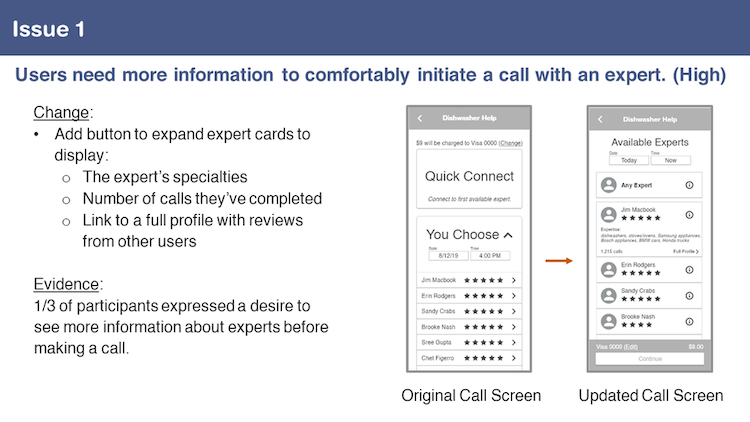 Issue 1
Users need more information to comfortably initiate a call with an expert. (High)
Change:
• Add button to expand expert cards to
display:
o The expert's specialties
o Number of calls they've completed
o Link to a full profile with reviews
from other users
Evidence:
1/3 of participants expressed a desire to
see more information about experts before
making a call.
Dishwasher Help
$9 will be charged to Visa 0000 (Change)
Quick Connect
Connect to first available expert.
You Choose
Date Time
8/12/19 4:00 PM
Jim Macbook ★★★★★ >
Erin Rodgers ★★★★★ >
Sandy Crabs ★★★★★ >
Brooke Nash ★★★★★ >
Sree Gupta ★★★★★ >
Chef Figerro ★★★★★ >
Original Call Screen
Dishwasher Help
Available Experts
Date Time
Today Now
Any Expert
Jim Macbook
★★★★★
Expertise:
dishwashers, stoves/ovens, Samsung appliances,
Bosch appliances, BMW cars, Honda trucks
1,215 calls Full Profile >
Erin Rodgers
★★★★★
Sandy Crabs
★★★★★
Brooke Nash
★★★★
Visa 0000 (Edit) $9.00
Continue
Updated Call Screen